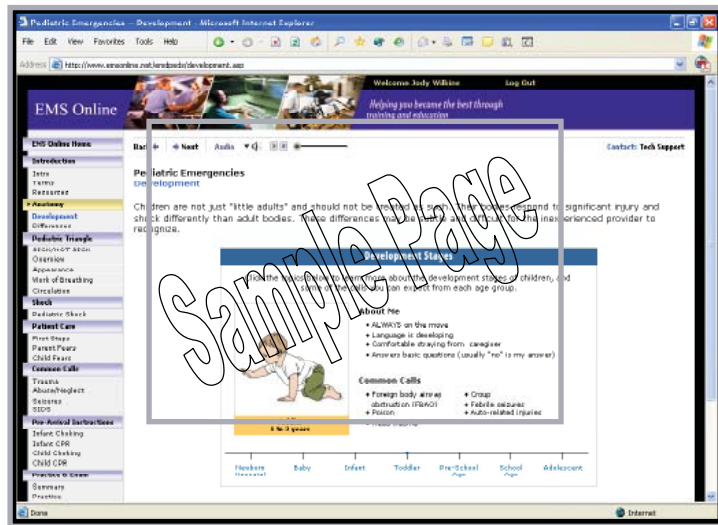 Pediatric Emergencies -- Development - Microsoft Internet Explorer
File Edit View Favorites Tools Help
Address http://www.emsonline.net/emdpeds/development.asp
Welcome Jody Wilkins Log Out
EMS Online
Helping you become the best through
training and education
EMS Online Home
Back Next Audio
Contact: Tech Support
Introduction
Intro
Terms
Resources
Anatomy
Development
Differences
Pediatric Triangle
Overview
Appearance
Work of Breathing
Circulation
Shock
Pediatric Shock
Patient Care
First Steps
Parent Fears
Child Fears
Common Calls
Trauma
Abuse/Neglect
Seizures
SIDS
Pre-Arrival Instructions
Infant Choking
Infant CPR
Child Choking
Child CPR
Practice & Exam
Summary
Practice
Pediatric Emergencies
Development
Children are not just "little adults" and should not be treated as such. Their bodies respond to significant injury and
shock differently than adult bodies. These differences may be subtle and difficult for the inexperienced provider to
recognize.
Sample Page
Development Stages
Click the topics below to learn more about the development stages of children, and
some of the calls you can expect from each age group.
About Me
ALWAYS on the move
Language is developing
Comfortable straying from caregiver
Answers basic questions (usually "no" is my answer)
Common Calls
Foreign body airway
obstruction (FBAO)
Poison
Croup
Febrile seizures
Auto-related injuries
years
Newborn
Baby
Infant
Toddler
Pre-School
Age
School
Age
Adolescent
Done
Internet